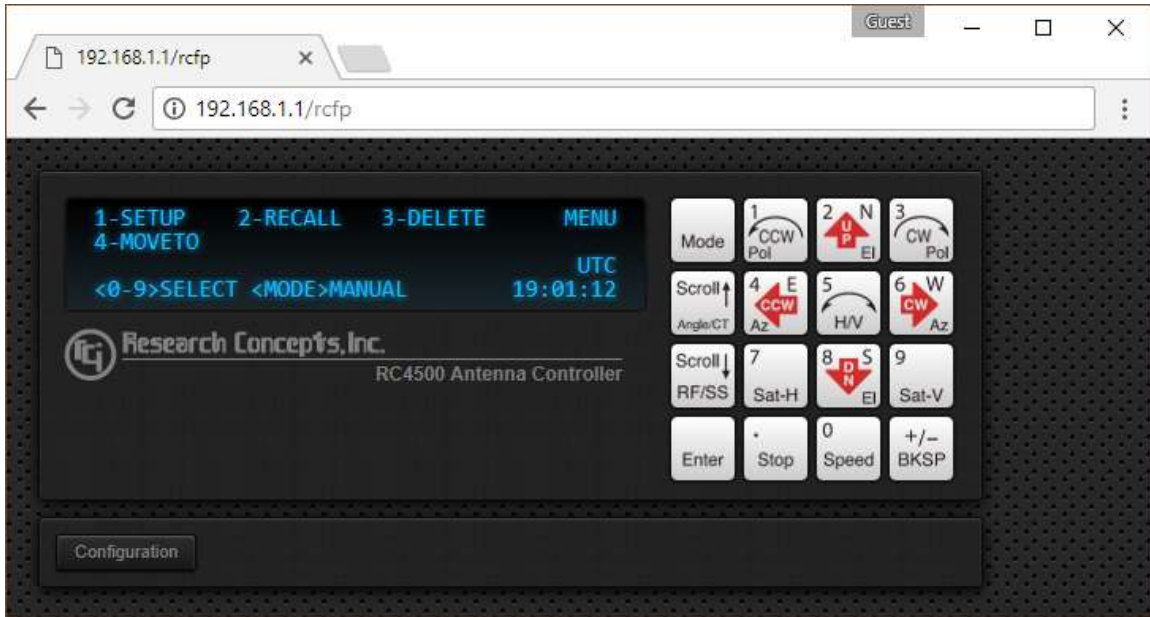 Guest
192.168.1.1/rcfp
192.168.1.1/rcfp
1-SETUP 2-RECALL 3-DELETE MENU
4-MOVETO
UTC
<0-9>SELECT <MODE>MANUAL 19:01:12
rci Research Concepts, Inc.
RC4500 Antenna Controller
Mode
1 CCW Pol
2 N UP El
3 CW Pol
Scroll Angle/CT
4 E CCW Az
5 H/V
6 W CW Az
Scroll RF/SS
7 Sat-H
8 S DN El
9 Sat-V
Enter
. Stop
0 Speed
+/- BKSP
Configuration